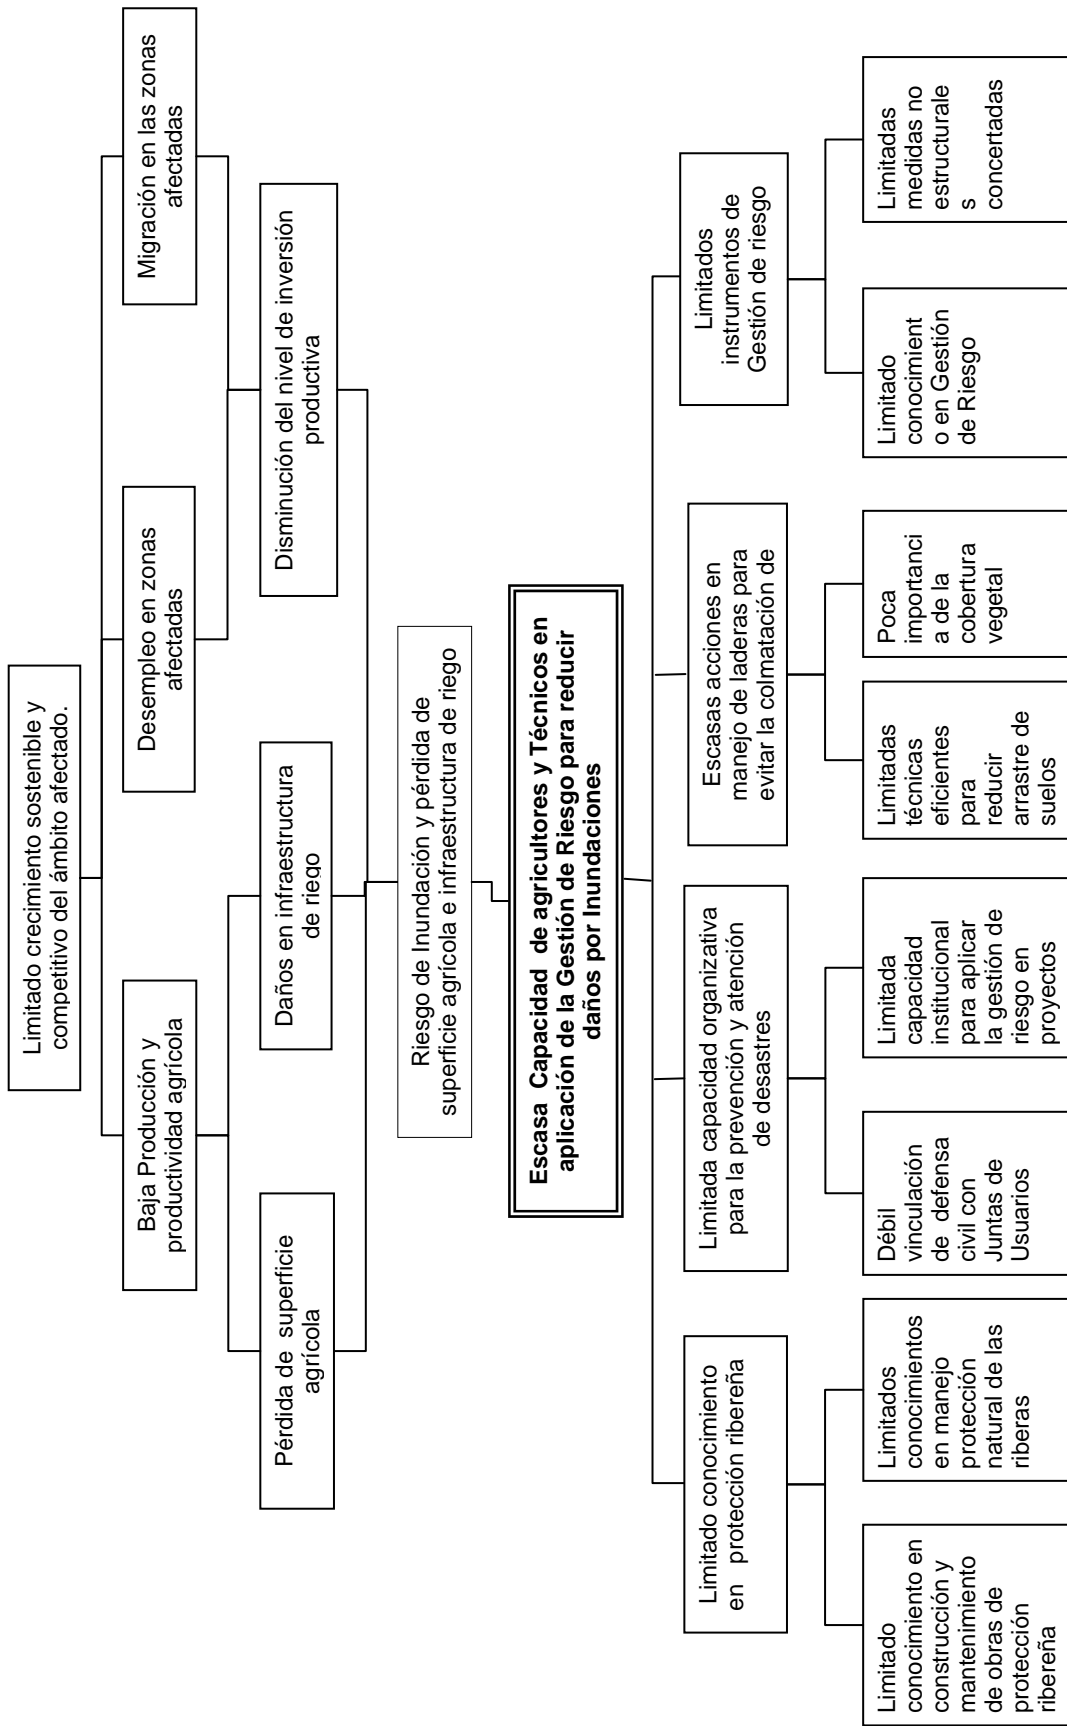 Limitado crecimiento sostenible y
competitivo del ámbito afectado.
Baja Producción y
productividad agrícola
Desempleo en zonas
afectadas
Migración en las zonas
afectadas
Pérdida de superficie
agrícola
Daños en infraestructura
de riego
Disminución del nivel de inversión
productiva
Riesgo de Inundación y pérdida de
superficie agrícola e infraestructura de riego
Escasa Capacidad de agricultores y Técnicos en
aplicación de la Gestión de Riesgo para reducir
daños por Inundaciones
Limitado conocimiento
en protección ribereña
Limitada capacidad organizativa
para la prevención y atención
de desastres
Escasas acciones en
manejo de laderas para
evitar la colmatación de
Limitados
instrumentos de
Gestión de riesgo
Limitado
conocimiento en
construcción y
mantenimiento
de obras de
protección
ribereña
Limitados
conocimientos
en manejo
protección
natural de las
riberas
Débil
vinculación
de defensa
civil con
Juntas de
Usuarios
Limitada
capacidad
institucional
para aplicar
la gestión de
riesgo en
proyectos
Limitadas
técnicas
eficientes
para
reducir
arrastre de
suelos
Poca
importanci
a de la
cobertura
vegetal
Limitado
conocimient
o en Gestión
de Riesgo
Limitadas
medidas no
estructurale
s
concertadas